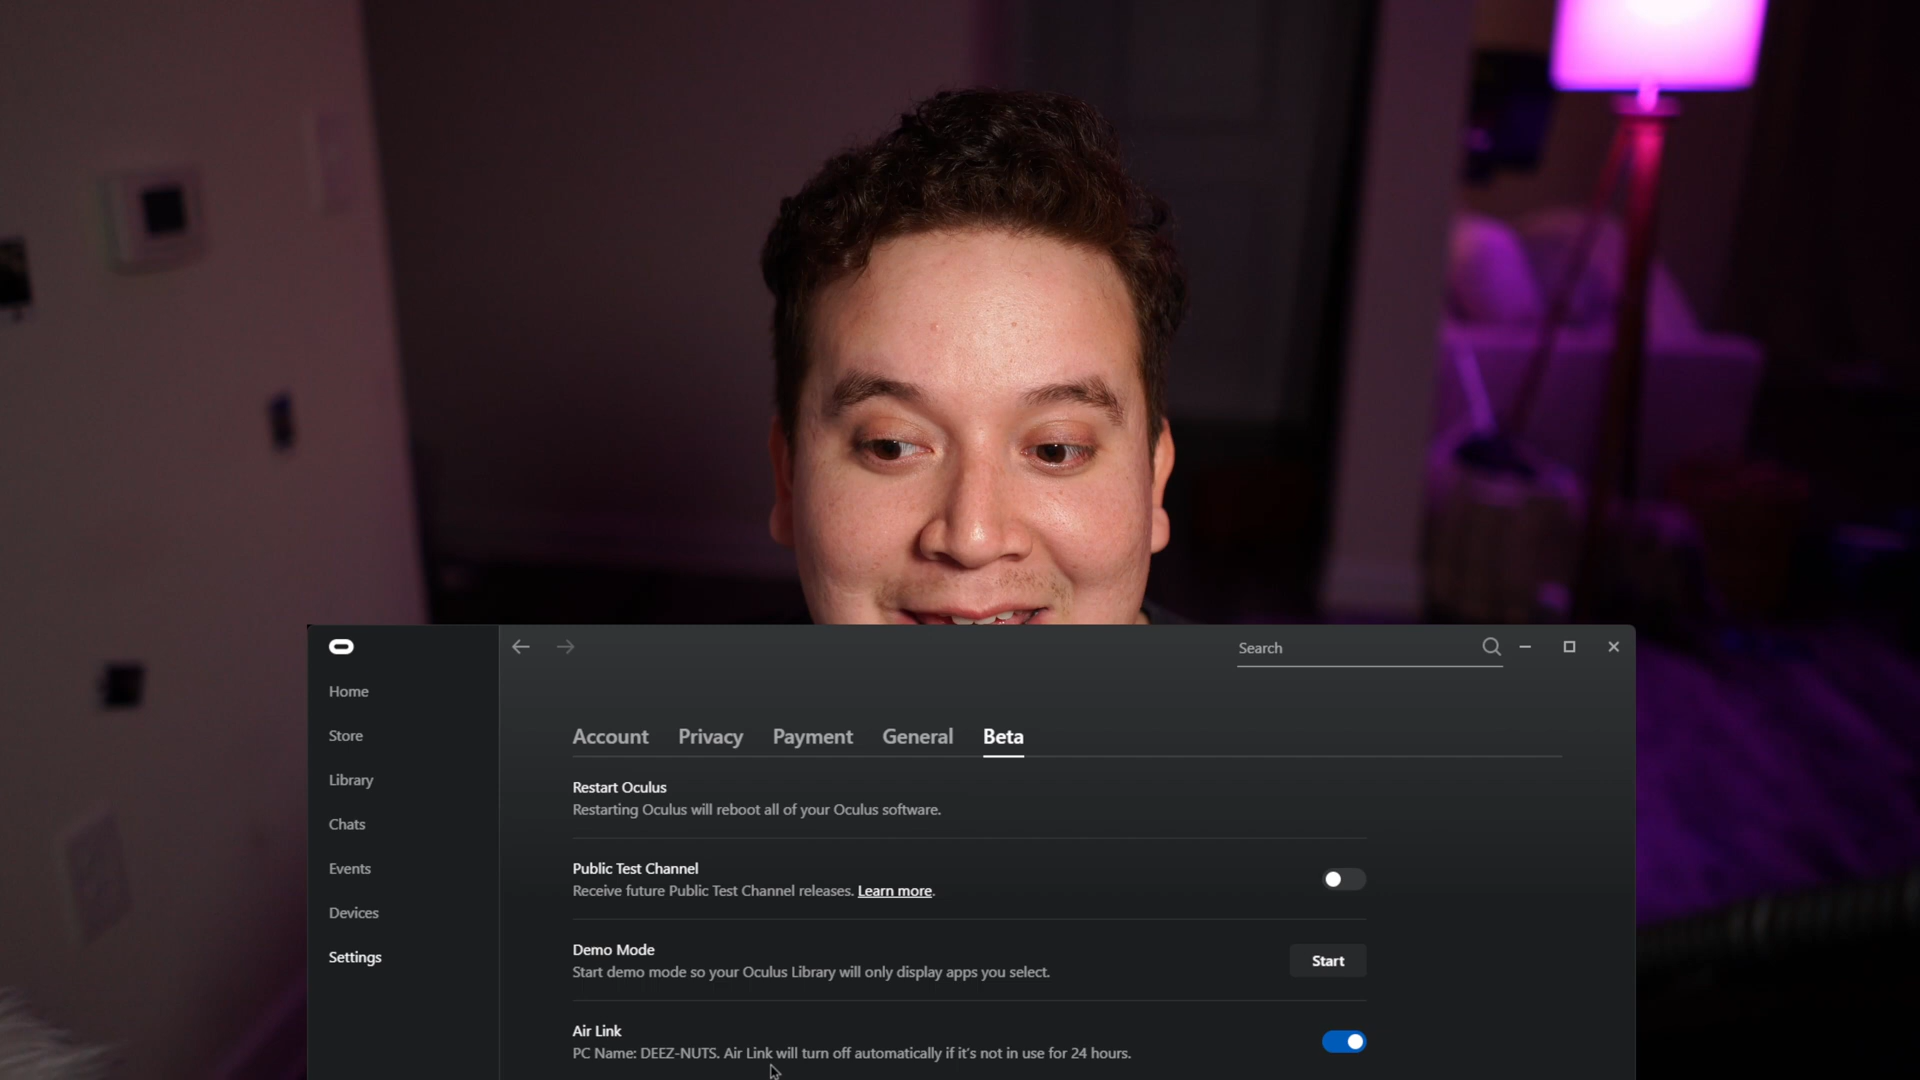 Search
Home
Store
Library
Chats
Events
Devices
Settings
Account Privacy Payment General Beta
Restart Oculus
Restarting Oculus will reboot all of your Oculus software.
Public Test Channel
Receive future Public Test Channel releases. Learn more.
Demo Mode
Start demo mode so your Oculus Library will only display apps you select.
Start
Air Link
PC Name: DEEZ-NUTS. Air Link will turn off automatically if it's not in use for 24 hours.